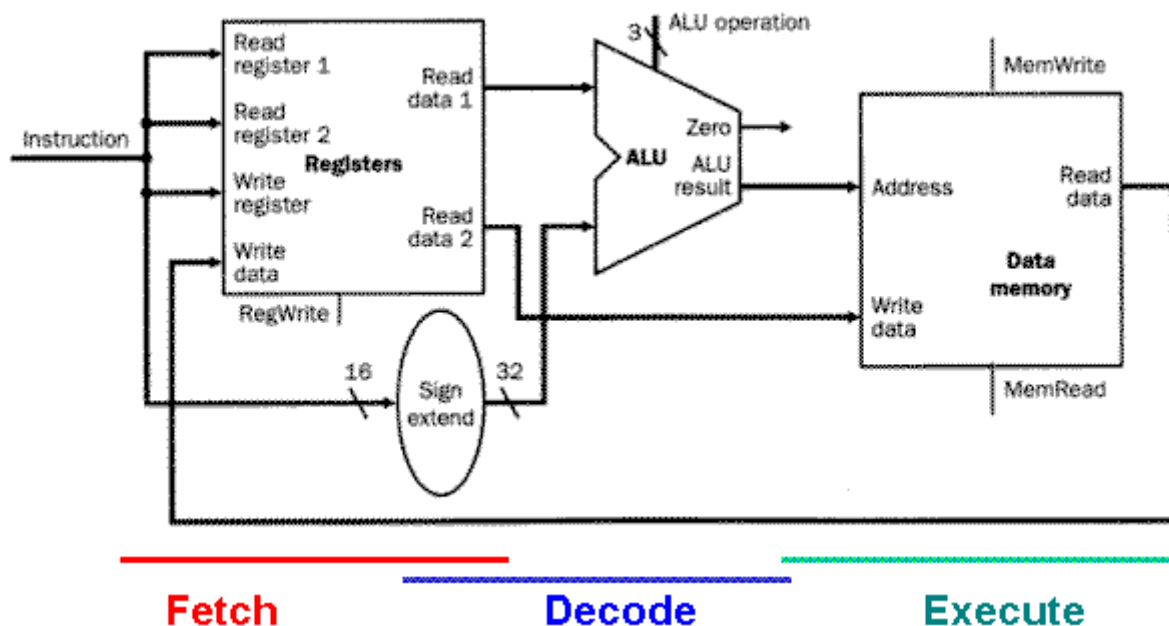 Instruction
Read
register 1
Read
register 2
Registers
Write
register
Write
data
Read
data 1
Read
data 2
RegWrite
16
Sign
extend
32
3
ALU operation
Zero
ALU
ALU
result
MemWrite
Address
Read
data
Data
memory
Write
data
MemRead
Fetch
Decode
Execute